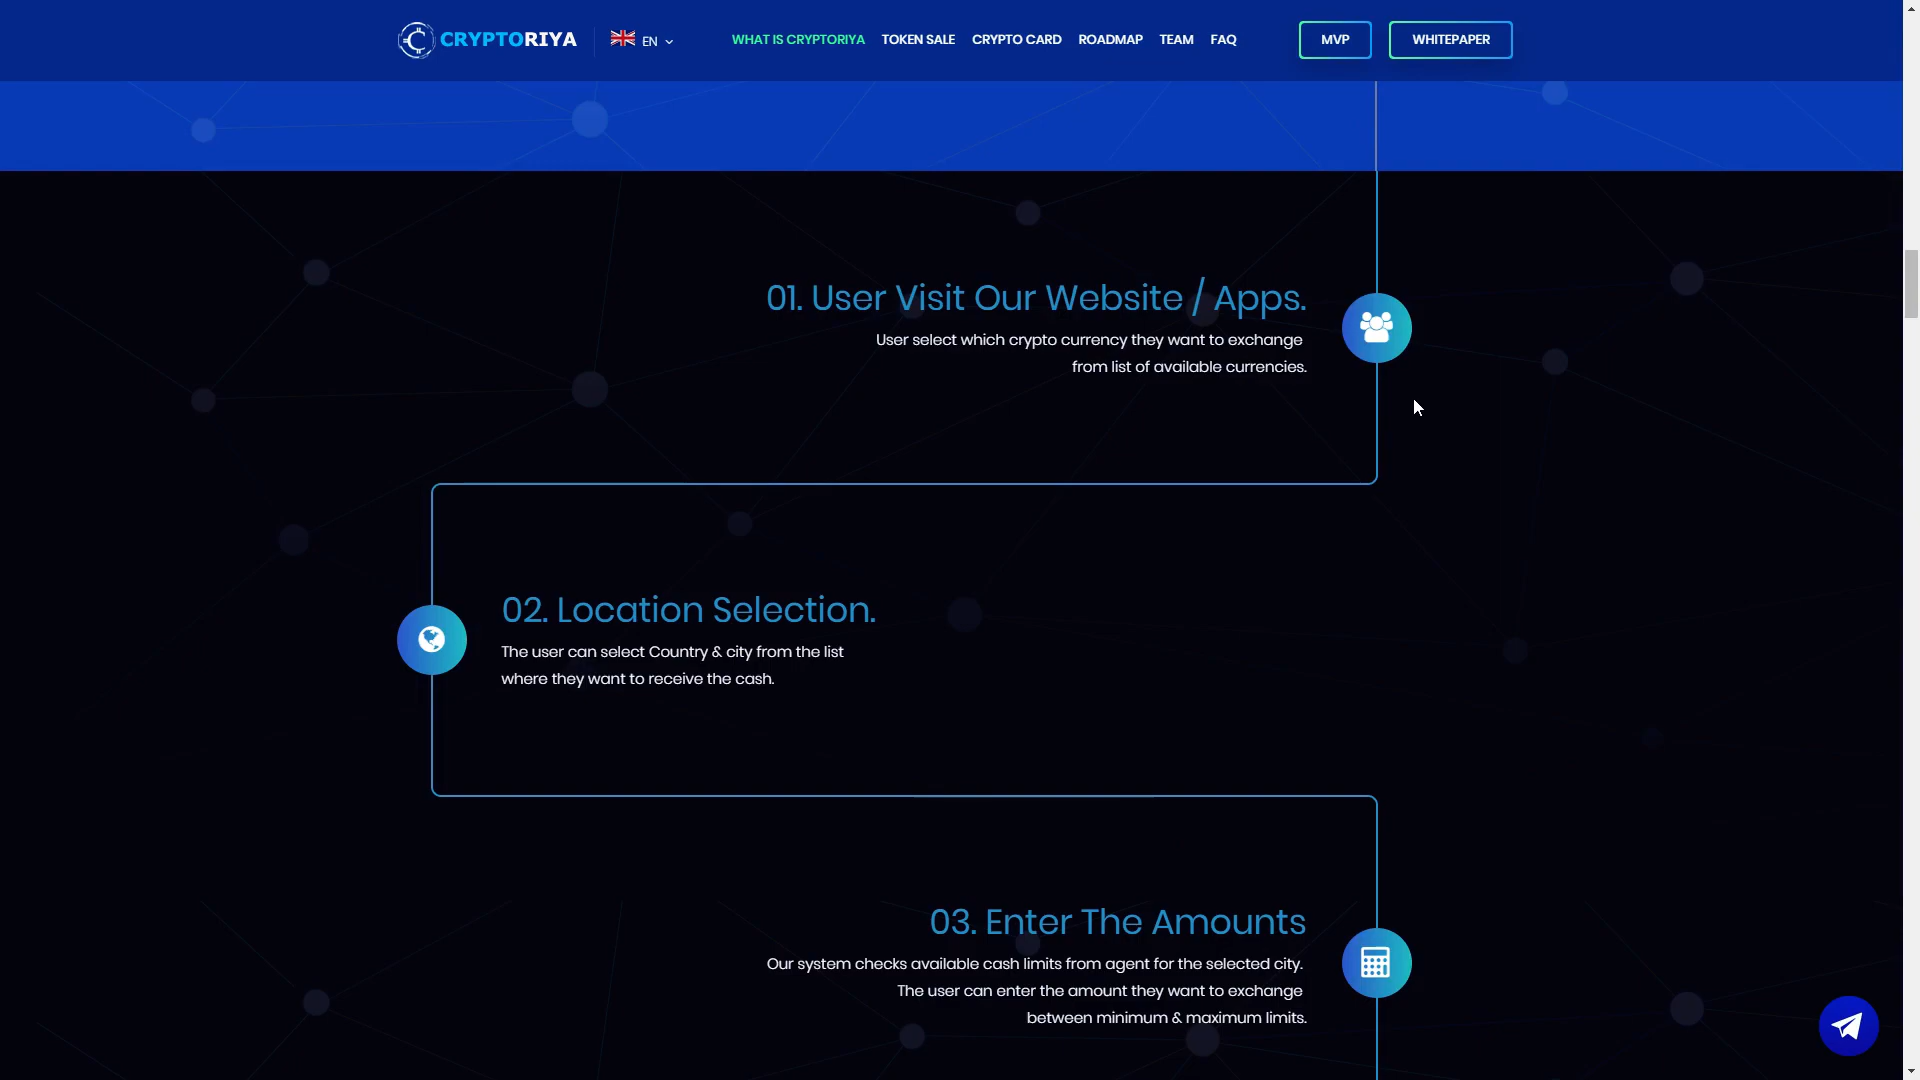 CRYPTORIYA EN WHAT IS CRYPTORIYA TOKEN SALE CRYPTO CARD ROADMAP TEAM FAQ MVP WHITEPAPER
01. User Visit Our Website / Apps.
User select which crypto currency they want to exchange
from list of available currencies.
02. Location Selection.
The user can select Country & city from the list
where they want to receive the cash.
03. Enter The Amounts
Our system checks available cash limits from agent for the selected city.
The user can enter the amount they want to exchange
between minimum & maximum limits.